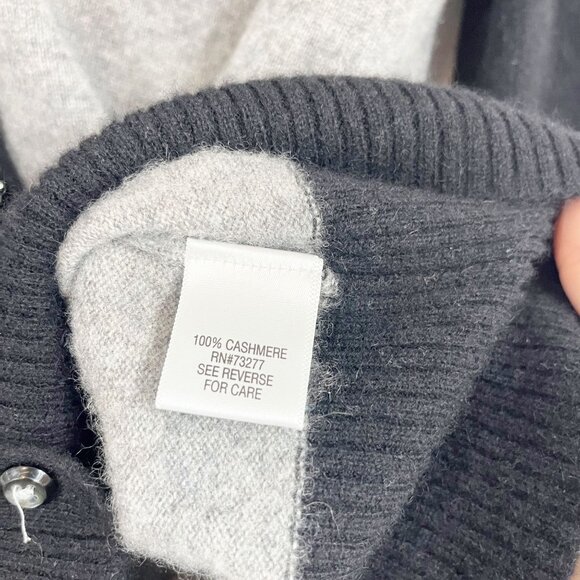 100% CASHMERE
RN#73277
SEE REVERSE
FOR CARE